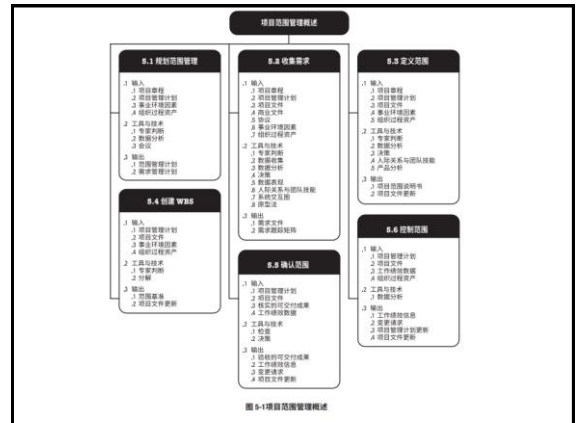 项目范围管理概述
5.1 规划范围管理
.1 输入
.1 项目章程
.2 项目管理计划
.3 事业环境因素
.4 组织过程资产
.2 工具与技术
.1 专家判断
.2 数据分析
.3 会议
.3 输出
.1 范围管理计划
.2 需求管理计划
5.2 收集需求
.1 输入
.1 项目章程
.2 项目管理计划
.3 项目文件
.4 商业文件
.5 协议
.6 事业环境因素
.7 组织过程资产
.2 工具与技术
.1 专家判断
.2 数据收集
.3 数据分析
.4 决策
.5 数据表现
.6 人际关系与团队技能
.7 系统交互图
.8 原型法
.3 输出
.1 需求文件
.2 需求跟踪矩阵
5.3 定义范围
.1 输入
.1 项目章程
.2 项目管理计划
.3 项目文件
.4 事业环境因素
.5 组织过程资产
.2 工具与技术
.1 专家判断
.2 数据分析
.3 决策
.4 人际关系与团队技能
.5 产品分析
.3 输出
.1 项目范围说明书
.2 项目文件更新
5.4 创建 WBS
.1 输入
.1 项目管理计划
.2 项目文件
.3 事业环境因素
.4 组织过程资产
.2 工具与技术
.1 专家判断
.2 分解
.3 输出
.1 范围基准
.2 项目文件更新
5.5 确认范围
.1 输入
.1 项目管理计划
.2 项目文件
.3 核实的可交付成果
.4 工作绩效数据
.2 工具与技术
.1 检查
.2 决策
.3 输出
.1 验收的可交付成果
.2 工作绩效信息
.3 变更请求
.4 项目文件更新
5.6 控制范围
.1 输入
.1 项目管理计划
.2 项目文件
.3 工作绩效数据
.4 组织过程资产
.2 工具与技术
.1 数据分析
.3 输出
.1 工作绩效信息
.2 变更请求
.3 项目管理计划更新
.4 项目文件更新
图 5-1项目范围管理概述